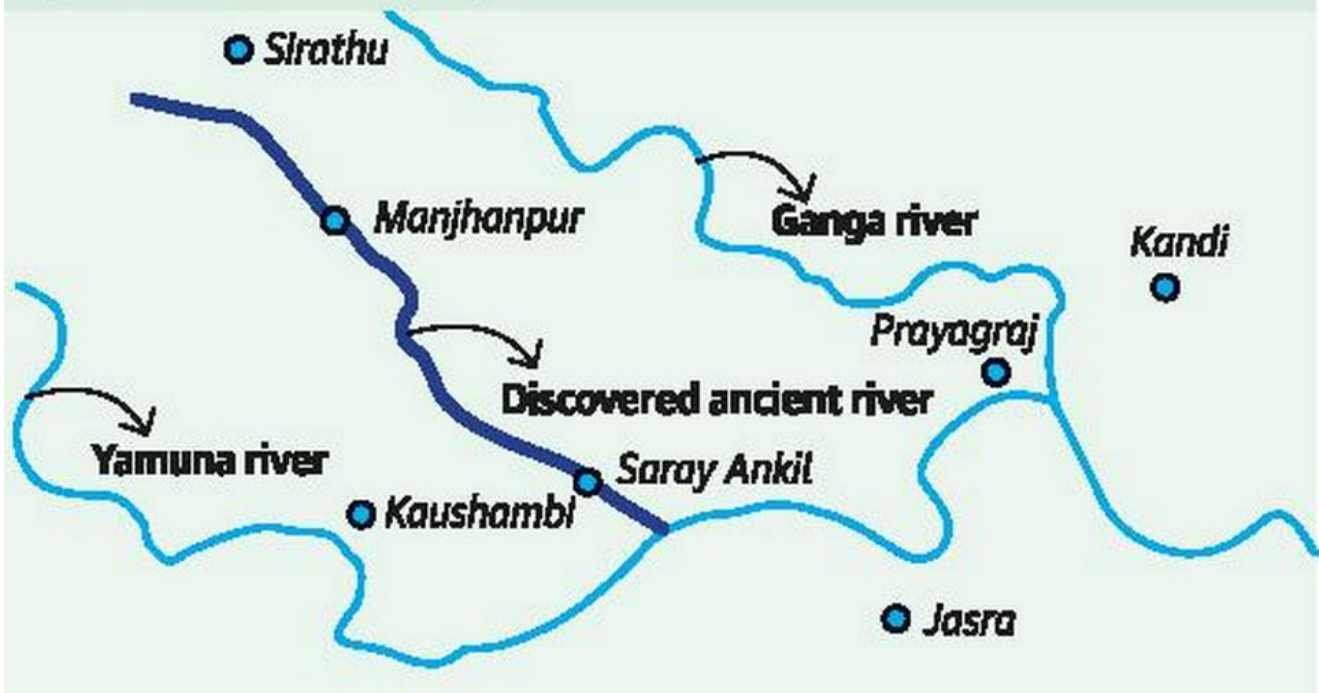 Sirathu
Manjhanpur
Ganga river
Kandi
Prayagraj
Discovered ancient river
Yamuna river
Saray Ankil
Kaushambi
Jasra